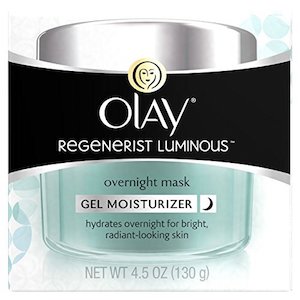 OLAY®
REGENERIST LUMINOUS™
overnight mask
GEL MOISTURIZER
hydrates overnight for bright,
radiant-looking skin
NET WT 4.5 OZ (130 g)